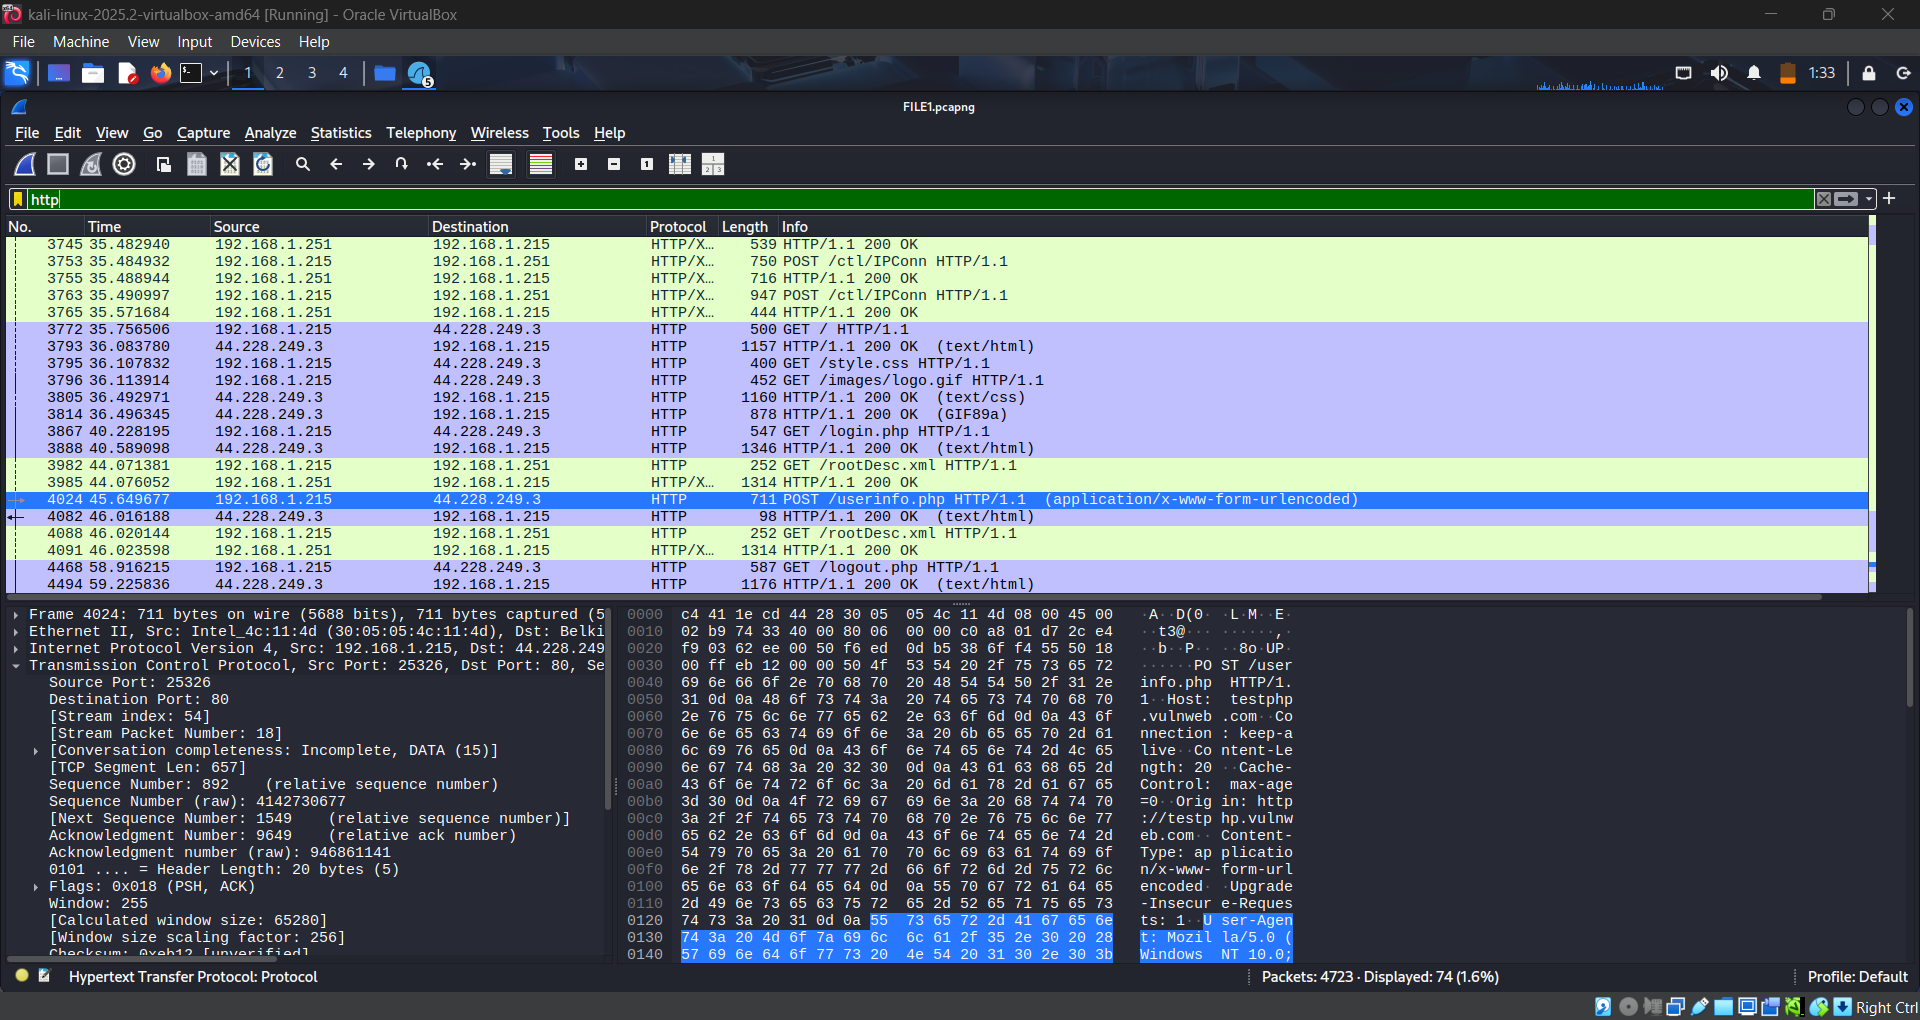 kali-linux-2025.2-virtualbox-amd64 [Running] - Oracle VirtualBox
File Machine View Input Devices Help
1 2 3 4 5 1:33
FILE1.pcapng
File Edit View Go Capture Analyze Statistics Telephony Wireless Tools Help
http
No. Time Source Destination Protocol Length Info
3745 35.482940 192.168.1.251 192.168.1.215 HTTP/X… 539 HTTP/1.1 200 OK
3753 35.484932 192.168.1.215 192.168.1.251 HTTP/X… 750 POST /ctl/IPConn HTTP/1.1
3755 35.488944 192.168.1.251 192.168.1.215 HTTP/X… 716 HTTP/1.1 200 OK
3763 35.490997 192.168.1.215 192.168.1.251 HTTP/X… 947 POST /ctl/IPConn HTTP/1.1
3765 35.571684 192.168.1.251 192.168.1.215 HTTP/X… 444 HTTP/1.1 200 OK
3772 35.756506 192.168.1.215 44.228.249.3 HTTP 500 GET / HTTP/1.1
3793 36.083780 44.228.249.3 192.168.1.215 HTTP 1157 HTTP/1.1 200 OK (text/html)
3795 36.107832 192.168.1.215 44.228.249.3 HTTP 400 GET /style.css HTTP/1.1
3796 36.113914 192.168.1.215 44.228.249.3 HTTP 452 GET /images/logo.gif HTTP/1.1
3805 36.492971 44.228.249.3 192.168.1.215 HTTP 1160 HTTP/1.1 200 OK (text/css)
3814 36.496345 44.228.249.3 192.168.1.215 HTTP 878 HTTP/1.1 200 OK (GIF89a)
3867 40.228195 192.168.1.215 44.228.249.3 HTTP 547 GET /login.php HTTP/1.1
3888 40.589098 44.228.249.3 192.168.1.215 HTTP 1346 HTTP/1.1 200 OK (text/html)
3982 44.071381 192.168.1.215 192.168.1.251 HTTP 252 GET /rootDesc.xml HTTP/1.1
3985 44.076052 192.168.1.251 192.168.1.215 HTTP/X… 1314 HTTP/1.1 200 OK
4024 45.649677 192.168.1.215 44.228.249.3 HTTP 711 POST /userinfo.php HTTP/1.1 (application/x-www-form-urlencoded)
4082 46.016188 44.228.249.3 192.168.1.215 HTTP 98 HTTP/1.1 200 OK (text/html)
4088 46.020144 192.168.1.215 192.168.1.251 HTTP 252 GET /rootDesc.xml HTTP/1.1
4091 46.023598 192.168.1.251 192.168.1.215 HTTP/X… 1314 HTTP/1.1 200 OK
4468 58.916215 192.168.1.215 44.228.249.3 HTTP 587 GET /logout.php HTTP/1.1
4494 59.225836 44.228.249.3 192.168.1.215 HTTP 1176 HTTP/1.1 200 OK (text/html)
Frame 4024: 711 bytes on wire (5688 bits), 711 bytes captured (5
Ethernet II, Src: Intel_4c:11:4d (30:05:05:4c:11:4d), Dst: Belki
Internet Protocol Version 4, Src: 192.168.1.215, Dst: 44.228.249
Transmission Control Protocol, Src Port: 25326, Dst Port: 80, Se
Source Port: 25326
Destination Port: 80
[Stream index: 54]
[Stream Packet Number: 18]
[Conversation completeness: Incomplete, DATA (15)]
[TCP Segment Len: 657]
Sequence Number: 892 (relative sequence number)
Sequence Number (raw): 4142730677
[Next Sequence Number: 1549 (relative sequence number)]
Acknowledgment Number: 9649 (relative ack number)
Acknowledgment number (raw): 946861141
0101 .... = Header Length: 20 bytes (5)
Flags: 0x018 (PSH, ACK)
Window: 255
[Calculated window size: 65280]
[Window size scaling factor: 256]
Checksum: 0xeb12 [unverified]
0000 c4 41 1e cd 44 28 30 05 05 4c 11 4d 08 00 45 00 ·A··D(0· ·L·M··E·
0010 02 b9 74 33 40 00 80 06 00 00 c0 a8 01 d7 2c e4 ··t3@··· ······,·
0020 f9 03 62 ee 00 50 f6 ed 0d b5 38 6f f4 55 50 18 ··b··P·· ··8o·UP·
0030 00 ff eb 12 00 00 50 4f 53 54 20 2f 75 73 65 72 ······PO ST /user
0040 69 6e 66 6f 2e 70 68 70 20 48 54 54 50 2f 31 2e info.php HTTP/1.
0050 31 0d 0a 48 6f 73 74 3a 20 74 65 73 74 70 68 70 1··Host: testphp
0060 2e 76 75 6c 6e 77 65 62 2e 63 6f 6d 0d 0a 43 6f .vulnweb .com··Co
0070 6e 6e 65 63 74 69 6f 6e 3a 20 6b 65 65 70 2d 61 nnection : keep-a
0080 6c 69 76 65 0d 0a 43 6f 6e 74 65 6e 74 2d 4c 65 live··Co ntent-Le
0090 6e 67 74 68 3a 20 32 30 0d 0a 43 61 63 68 65 2d ngth: 20 ··Cache-
00a0 43 6f 6e 74 72 6f 6c 3a 20 6d 61 78 2d 61 67 65 Control: max-age
00b0 3d 30 0d 0a 4f 72 69 67 69 6e 3a 20 68 74 74 70 =0··Orig in: http
00c0 3a 2f 2f 74 65 73 74 70 68 70 2e 76 75 6c 6e 77 ://testp hp.vulnw
00d0 65 62 2e 63 6f 6d 0d 0a 43 6f 6e 74 65 6e 74 2d eb.com·· Content-
00e0 54 79 70 65 3a 20 61 70 70 6c 69 63 61 74 69 6f Type: ap plicatio
00f0 6e 2f 78 2d 77 77 77 2d 66 6f 72 6d 2d 75 72 6c n/x-www- form-url
0100 65 6e 63 6f 64 65 64 0d 0a 55 70 67 72 61 64 65 encoded· ·Upgrade
0110 2d 49 6e 73 65 63 75 72 65 2d 52 65 71 75 65 73 -Insecur e-Reques
0120 74 73 3a 20 31 0d 0a 55 73 65 72 2d 41 67 65 6e ts: 1··U ser-Agen
0130 74 3a 20 4d 6f 7a 69 6c 6c 61 2f 35 2e 30 20 28 t: Mozil la/5.0 (
0140 57 69 6e 64 6f 77 73 20 4e 54 20 31 30 2e 30 3b Windows NT 10.0;
Hypertext Transfer Protocol: Protocol
Packets: 4723 · Displayed: 74 (1.6%)
Profile: Default
Right Ctrl